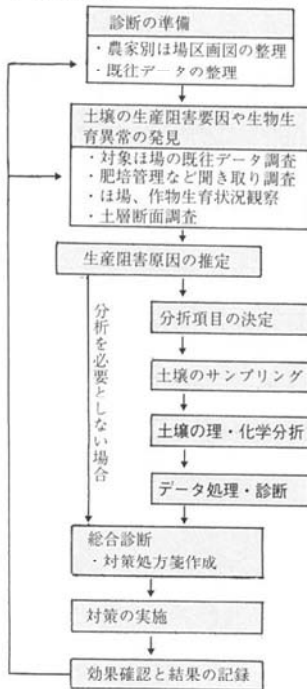 診断の準備
・農家別ほ場区画図の整理
・既往データの整理
土壌の生産阻害要因や生物生
育異常の発見
・対象ほ場の既往データ調査
・肥培管理など聞き取り調査
・ほ場、作物生育状況観察
・土層断面調査
生産阻害原因の推定
分析を必要としない場合
分折項目の決定
土壌のサンプリング
土壌の理・化学分折
データ処理・診断
総合診断
・対策処方箋作成
対策の実施
効果確認と結果の記録